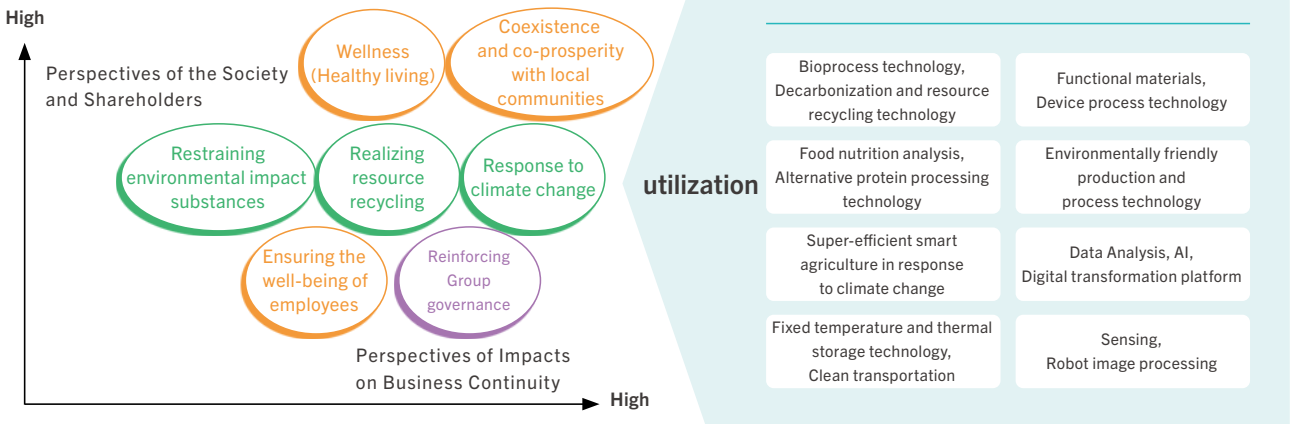 High
Perspectives of the Society
and Shareholders
Wellness
(Healthy living)
Coexistence
and co-prosperity
with local
communities
Restraining
environmental impact
substances
Realizing
resource
recycling
Response to
climate change
Ensuring the
well-being of
employees
Reinforcing
Group
governance
Perspectives of Impacts
on Business Continuity
High
utilization
Bioprocess technology,
Decarbonization and resource
recycling technology
Functional materials,
Device process technology
Food nutrition analysis,
Alternative protein processing
technology
Environmentally friendly
production and
process technology
Super-efficient smart
agriculture in response
to climate change
Data Analysis, AI,
Digital transformation platform
Fixed temperature and thermal
storage technology,
Clean transportation
Sensing,
Robot image processing